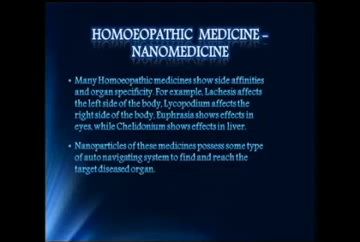 HOMOEOPATHIC MEDICINE –
NANOMEDICINE
• Many Homoeopathic medicines show side affinities
and organ specificity. For example, Lachesis affects
the left side of the body, Lycopodium affects the
right side of the body, Euphrasia shows effects in
eyes, while Chelidonium shows effects in liver.
• Nanoparticles of these medicines possess some type
of auto navigating system to find and reach the
target diseased organ.